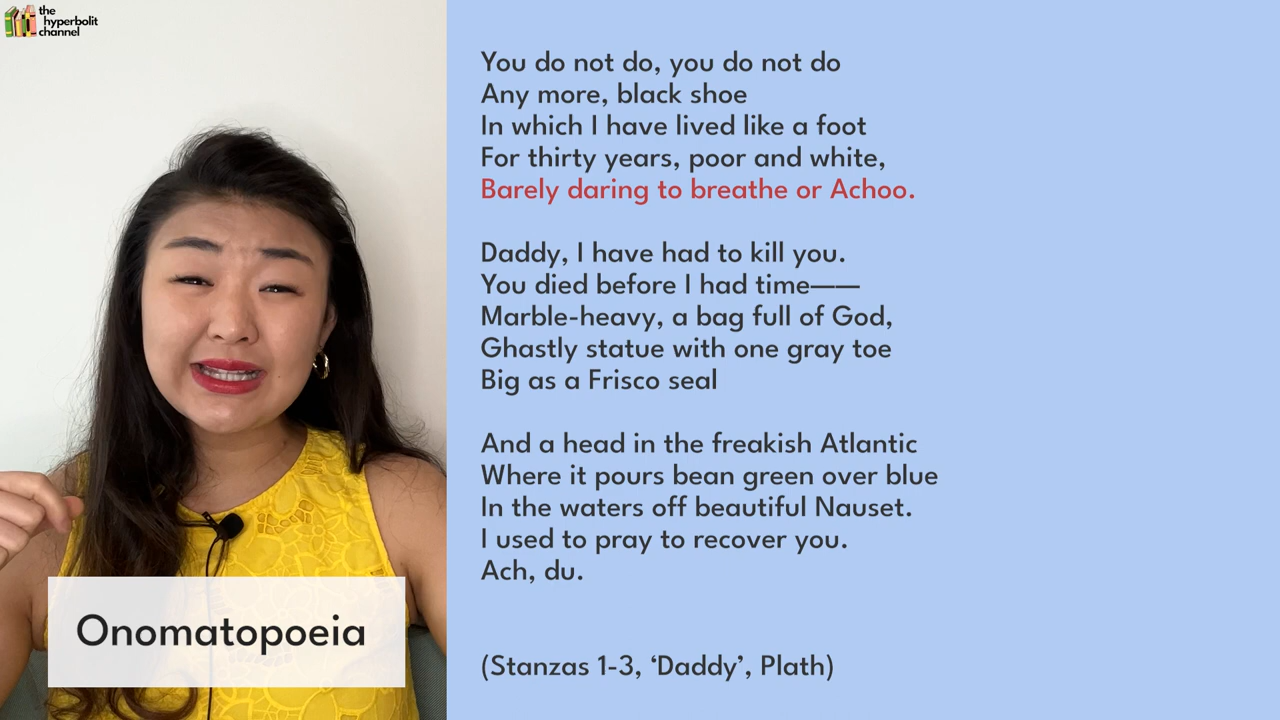 the
hyperbolit
channel
You do not do, you do not do
Any more, black shoe
In which I have lived like a foot
For thirty years, poor and white,
Barely daring to breathe or Achoo.
Daddy, I have had to kill you.
You died before I had time——
Marble-heavy, a bag full of God,
Ghastly statue with one gray toe
Big as a Frisco seal
And a head in the freakish Atlantic
Where it pours bean green over blue
In the waters off beautiful Nauset.
I used to pray to recover you.
Ach, du.
(Stanzas 1-3, ‘Daddy’, Plath)
Onomatopoeia